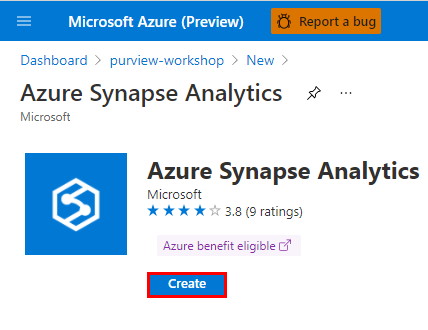 Microsoft Azure (Preview) Report a bug
Dashboard > purview-workshop > New >
Azure Synapse Analytics ...
Microsoft
Azure Synapse Analytics
Microsoft
3.8 (9 ratings)
Azure benefit eligible
Create